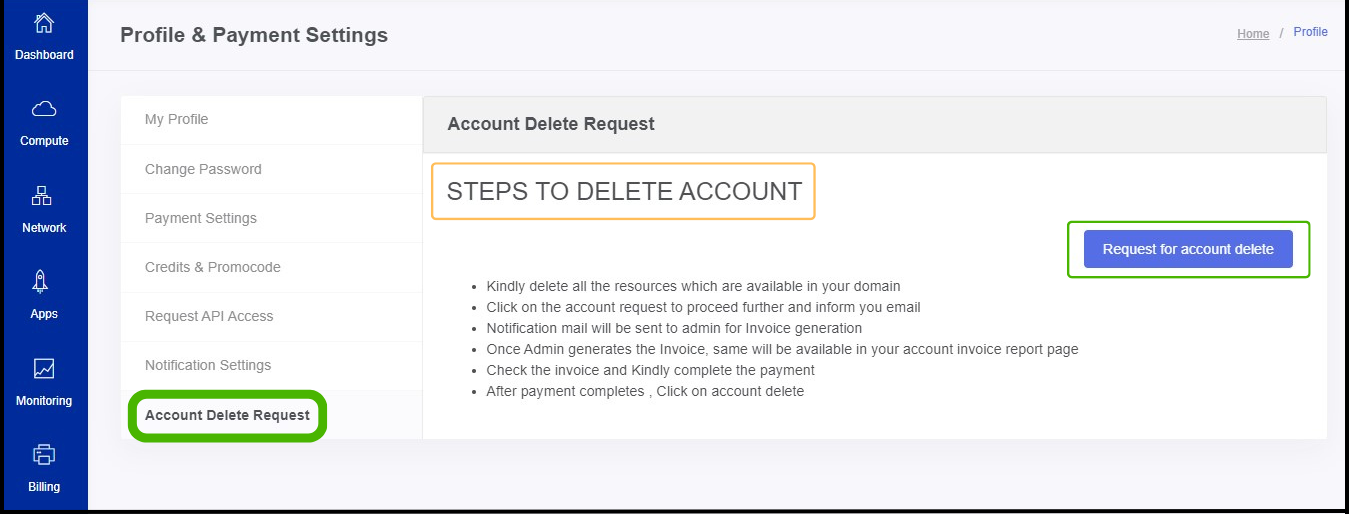 Profile & Payment Settings
Home / Profile
Dashboard
Compute
Network
Apps
Monitoring
Billing
My Profile
Change Password
Payment Settings
Credits & Promocode
Request API Access
Notification Settings
Account Delete Request
Account Delete Request
STEPS TO DELETE ACCOUNT
Request for account delete
• Kindly delete all the resources which are available in your domain
• Click on the account request to proceed further and inform you email
• Notification mail will be sent to admin for Invoice generation
• Once Admin generates the Invoice, same will be available in your account invoice report page
• Check the invoice and Kindly complete the payment
• After payment completes , Click on account delete